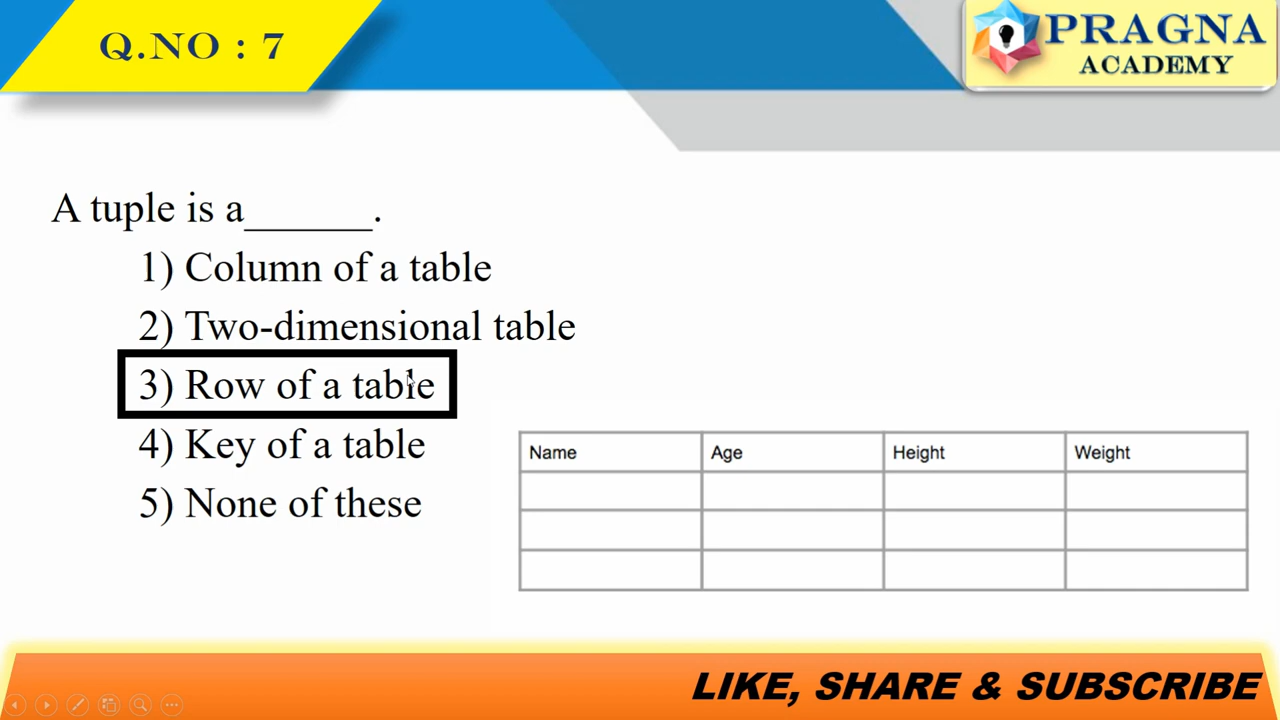 Q.NO : 7
PRAGNA
ACADEMY
A tuple is a______.
1) Column of a table
2) Two-dimensional table
3) Row of a table
4) Key of a table
5) None of these
Name Age Height Weight
LIKE, SHARE & SUBSCRIBE